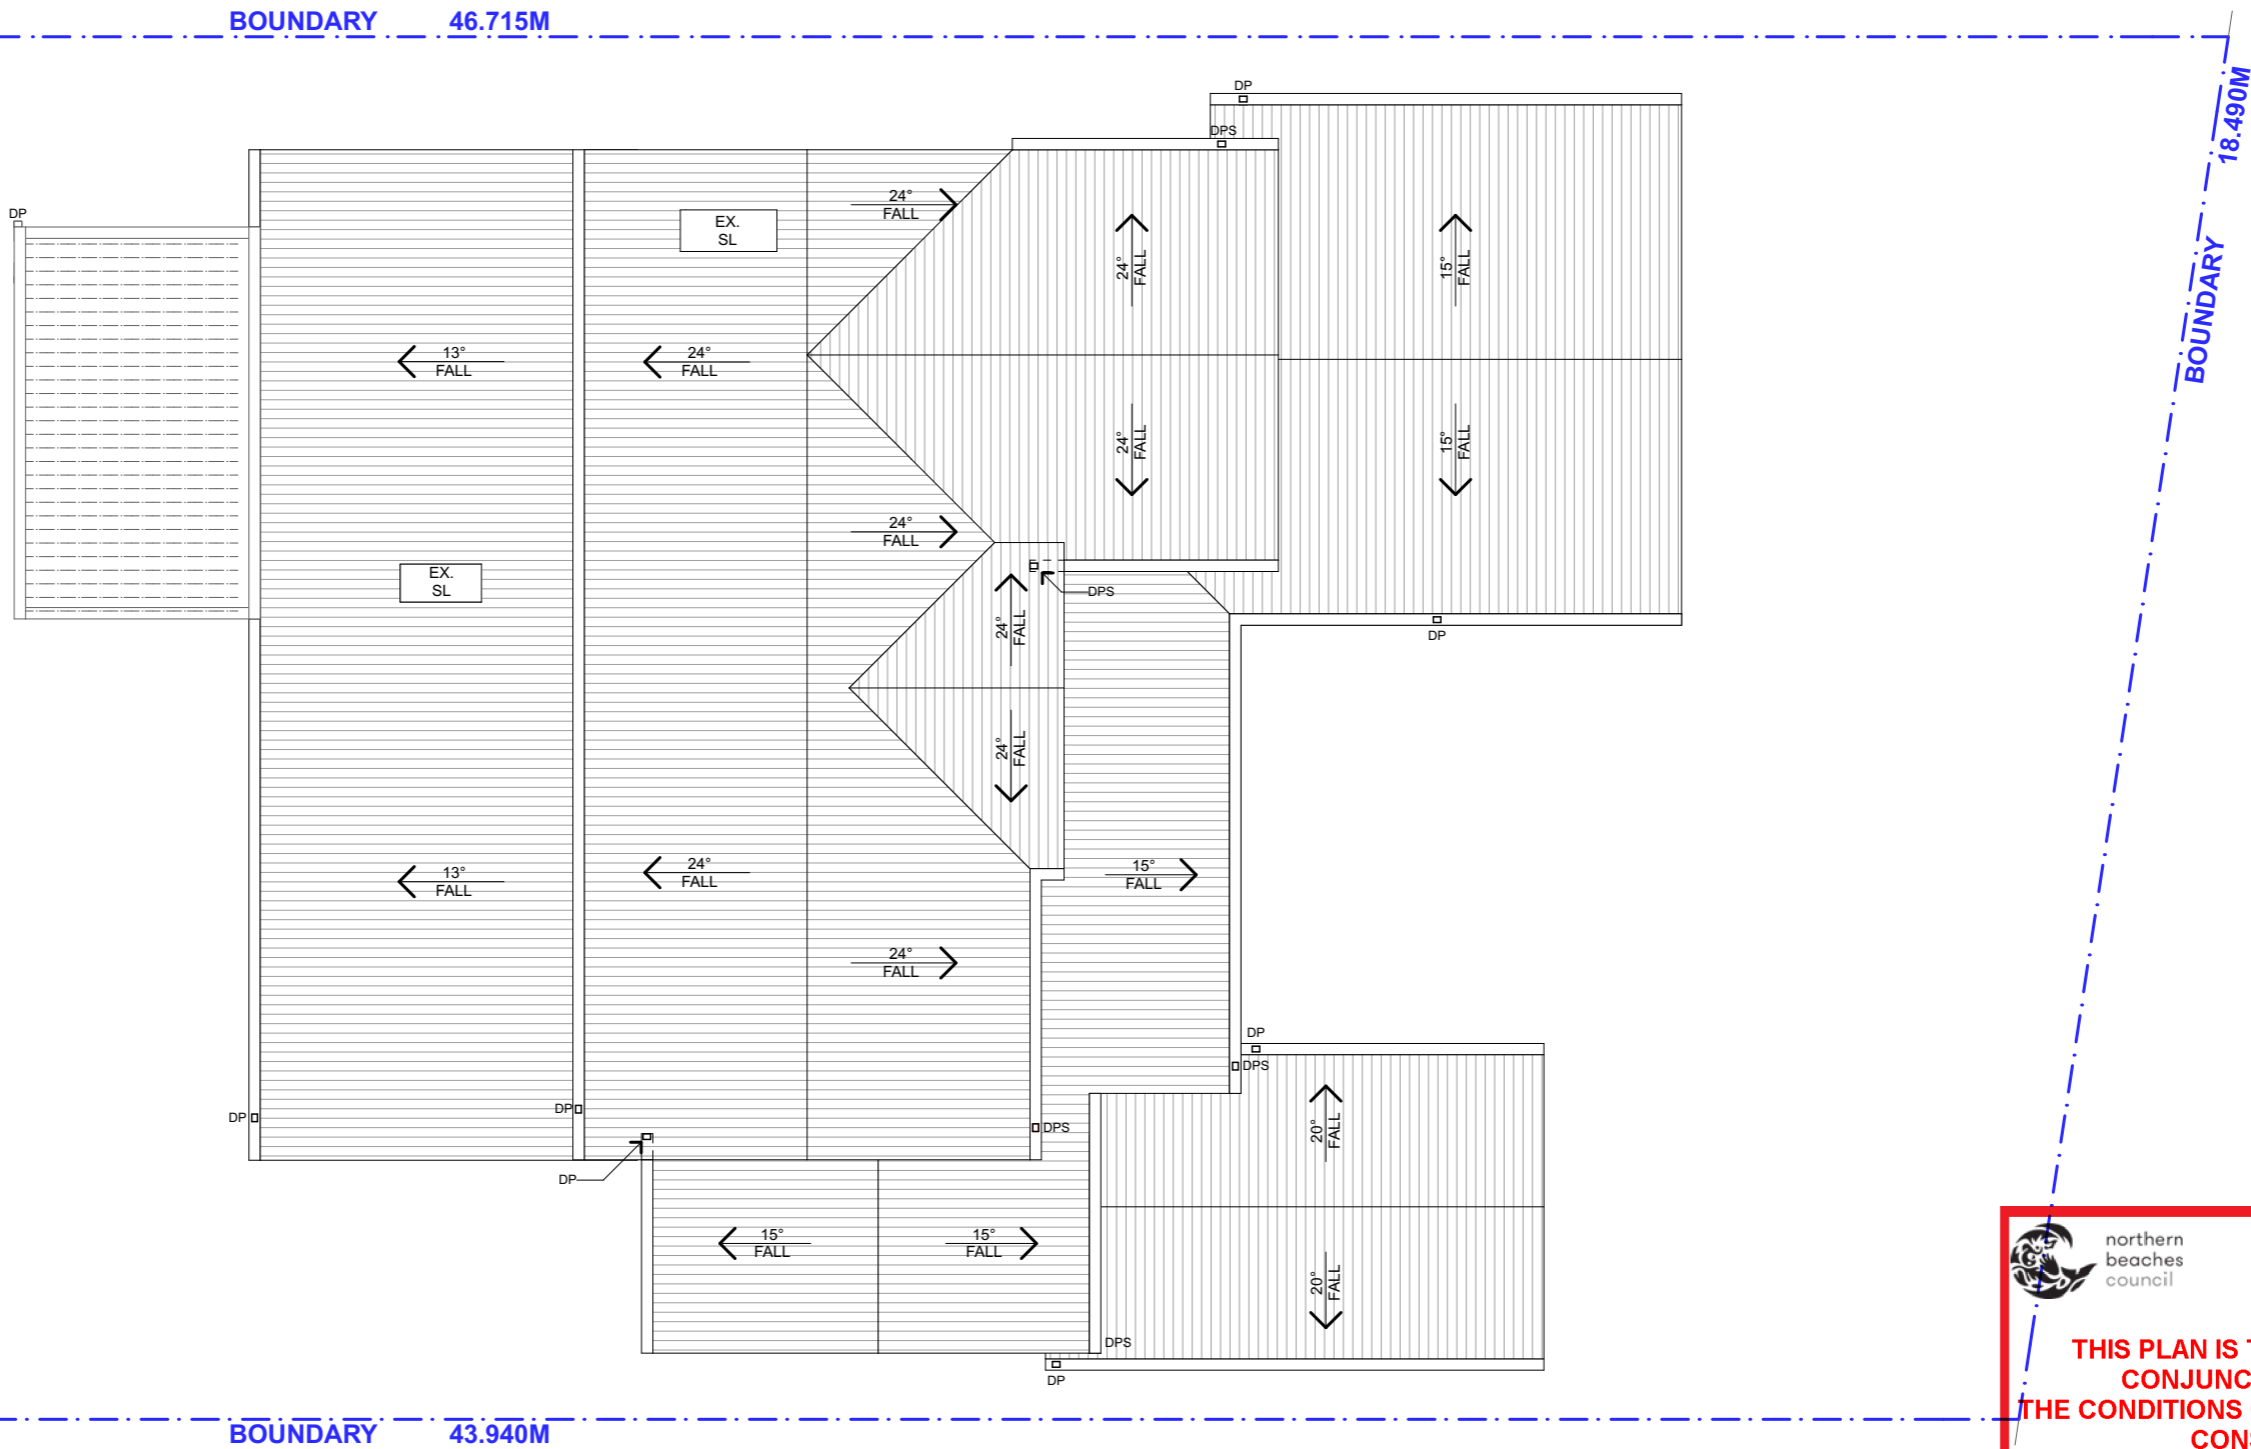 BOUNDARY 46.715M
18.490M
BOUNDARY
DP
DPS
DP
24°
FALL
EX.
SL
24°
FALL
15°
FALL
13°
FALL
24°
FALL
24°
FALL
15°
FALL
24°
FALL
EX.
SL
DPS
24°
FALL
DP
24°
FALL
13°
FALL
24°
FALL
15°
FALL
24°
FALL
DP
DPS
DP
DP
DPS
20°
FALL
DP
15°
FALL
15°
FALL
20°
FALL
DPS
DP
northern
beaches
council
THIS PLAN IS
CONJUNC
THE CONDITIONS
CONS
BOUNDARY 43.940M